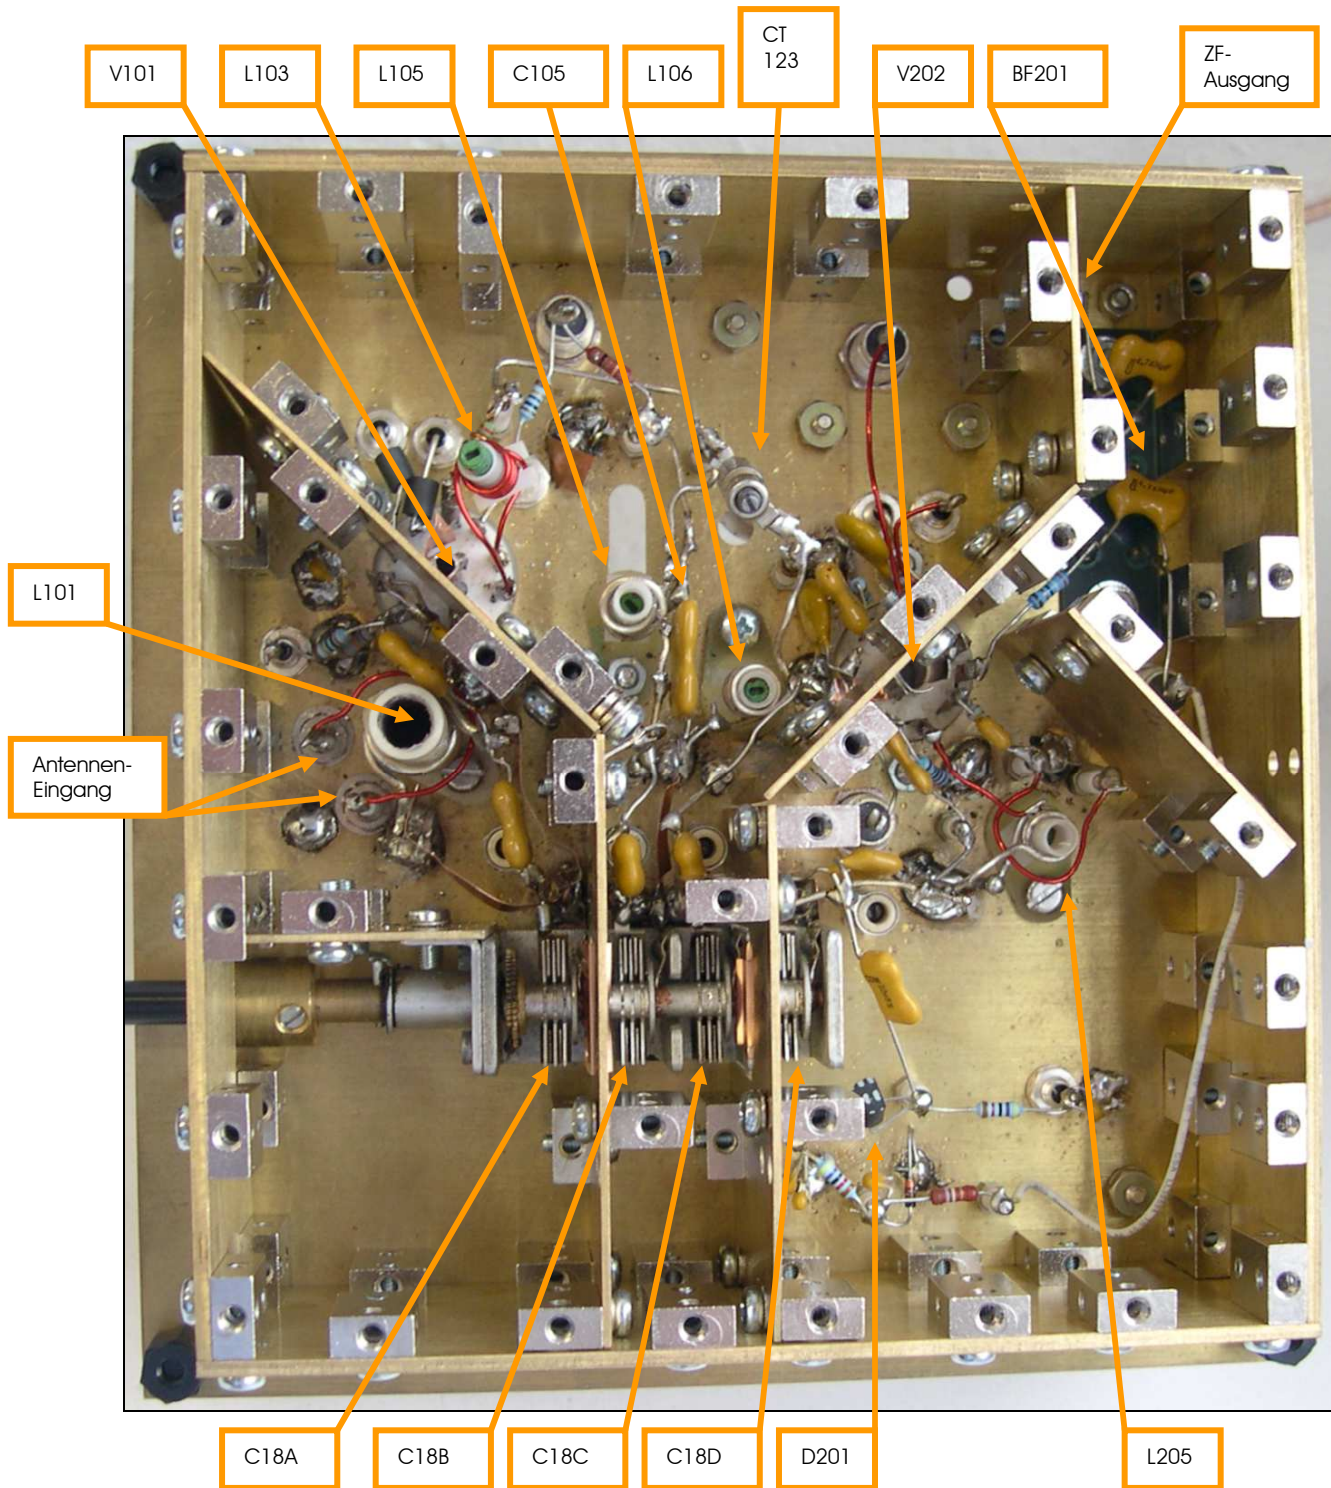 CT
123
ZF-
Ausgang
V101
L103
L105
C105
L106
V202
BF201
L101
Antennen-
Eingang
C18A
C18B
C18C
C18D
D201
L205